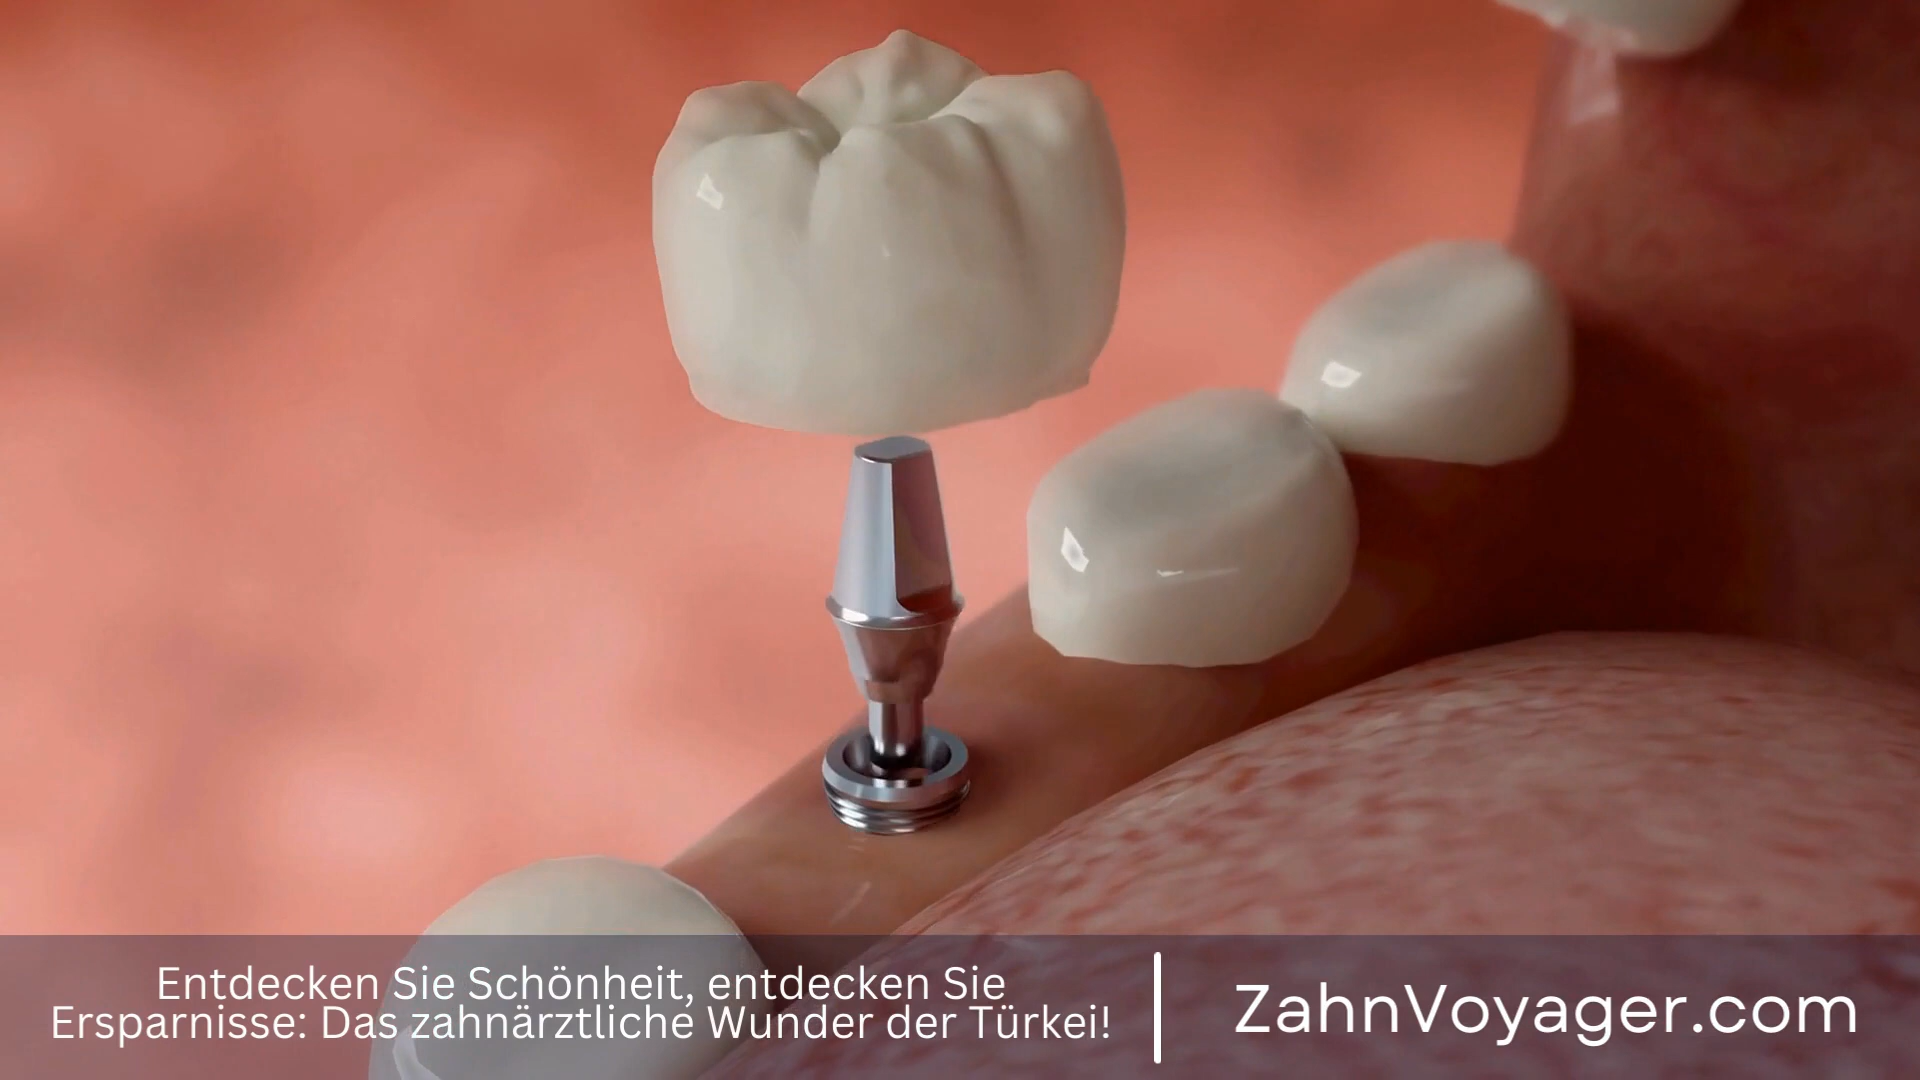 Entdecken Sie Schönheit, entdecken Sie
Ersparnisse: Das zahnärztliche Wunder der Türkei!
ZahnVoyager.com